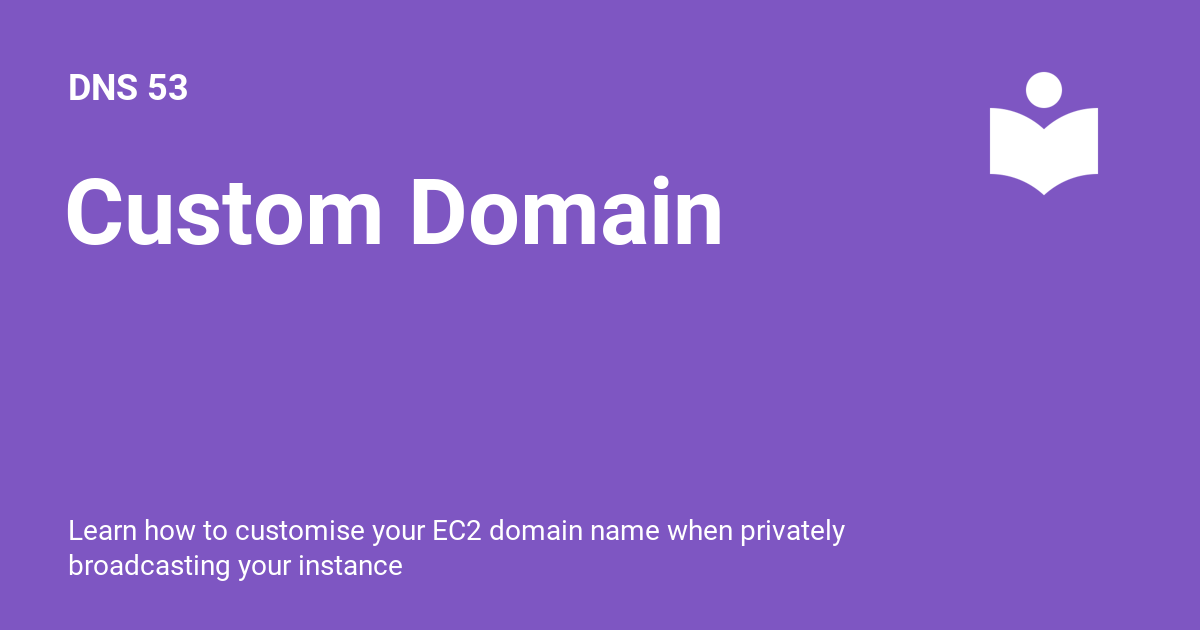 DNS 53
Custom Domain
Learn how to customise your EC2 domain name when privately
broadcasting your instance